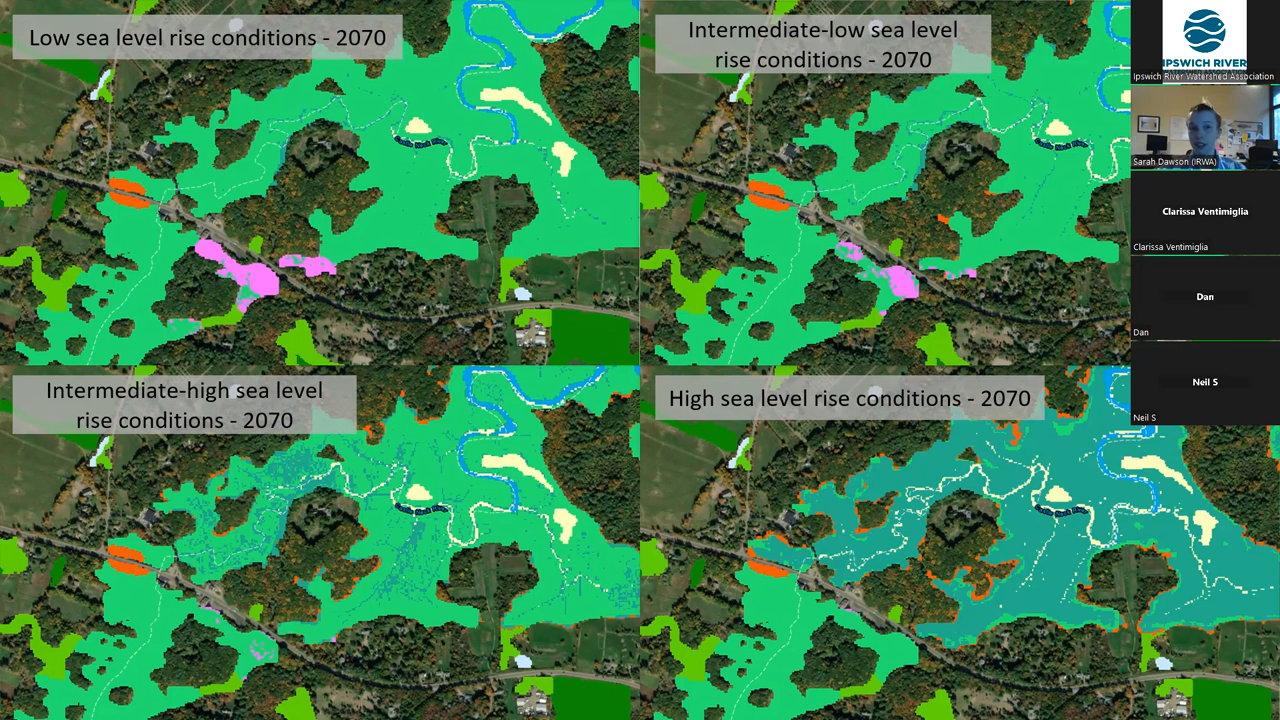 Low sea level rise conditions - 2070
Intermediate-low sea level
rise conditions - 2070
Intermediate-high sea level
rise conditions - 2070
High sea level rise conditions - 2070
IPSWICH RIVER
Ipswich River Watershed Association
Sarah Dawson (IRWA)
Clarissa Ventimiglia
Clarissa Ventimiglia
Dan
Dan
Neil S
Neil S